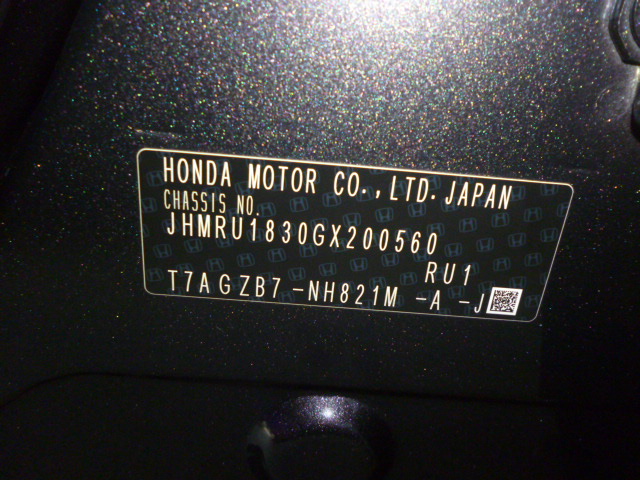 HONDA MOTOR CO.,LTD.JAPAN
CHASSIS NO.
JHMRU1830GX200560
RU1
T7AGZB7-NH821M -A -J